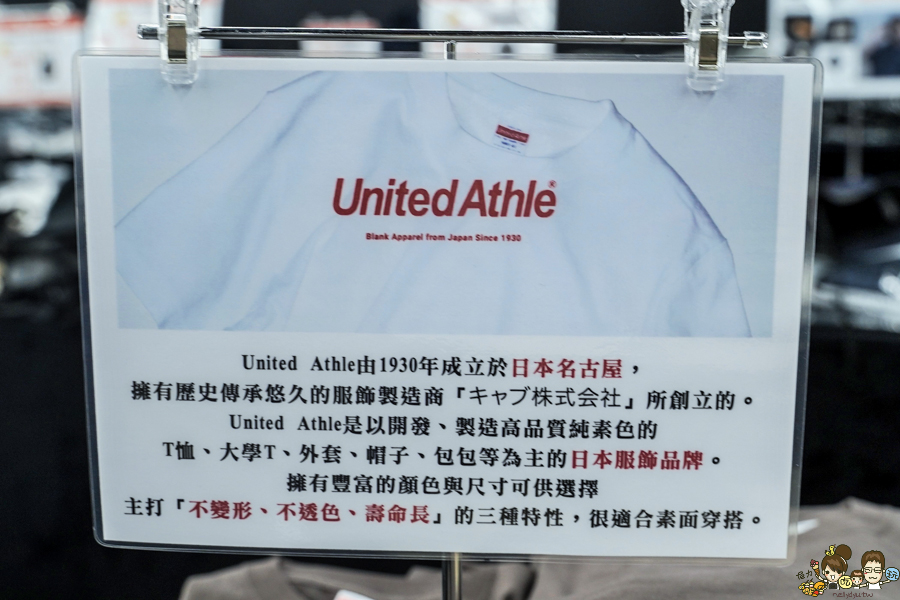 United Athle®
Blank Apparel from Japan Since 1930
United Athle由1930年成立於日本名古屋，
擁有歷史傳承悠久的服飾製造商「キャブ株式会社」所創立的。
United Athle是以開發、製造高品質純素色的
T恤、大學T、外套、帽子、包包等為主的日本服飾品牌。
擁有豐富的顏色與尺寸可供選擇
主打「不變形、不透色、壽命長」的三種特性，很適合素面穿搭。